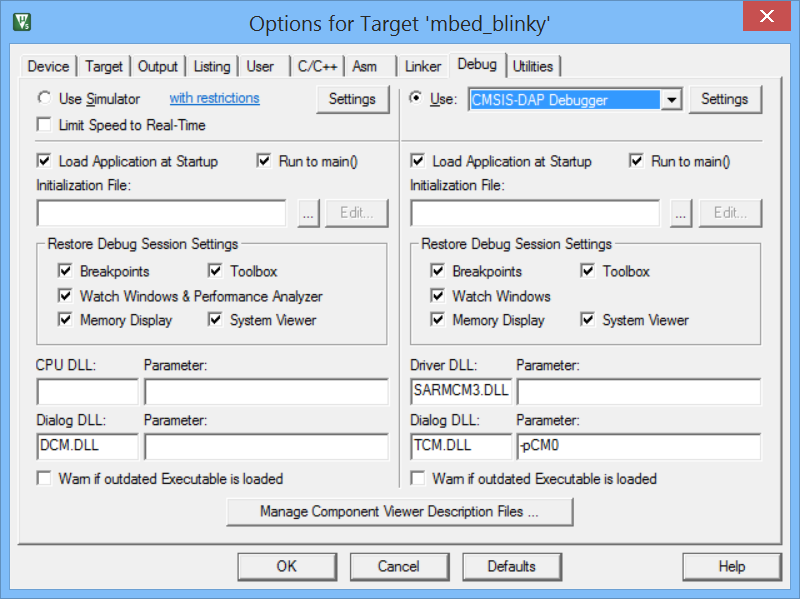 Options for Target 'mbed_blinky'
Device Target Output Listing User C/C++ Asm Linker Debug Utilities
Use Simulator with restrictions Settings
Limit Speed to Real-Time
Load Application at Startup Run to main()
Initialization File:
... Edit...
Restore Debug Session Settings
Breakpoints Toolbox
Watch Windows & Performance Analyzer
Memory Display System Viewer
CPU DLL: Parameter:
Dialog DLL: Parameter:
DCM.DLL
Warn if outdated Executable is loaded
Use: CMSIS-DAP Debugger Settings
Load Application at Startup Run to main()
Initialization File:
... Edit...
Restore Debug Session Settings
Breakpoints Toolbox
Watch Windows
Memory Display System Viewer
Driver DLL: Parameter:
SARMCM3.DLL
Dialog DLL: Parameter:
TCM.DLL -pCM0
Warn if outdated Executable is loaded
Manage Component Viewer Description Files ...
OK Cancel Defaults Help